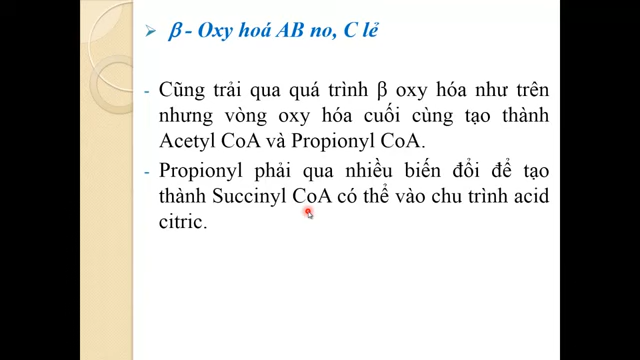 ➢ β - Oxy hoá AB no, C lẻ
- Cũng trải qua quá trình β oxy hóa như trên
nhưng vòng oxy hóa cuối cùng tạo thành
Acetyl CoA và Propionyl CoA.
- Propionyl phải qua nhiều biến đổi để tạo
thành Succinyl CoA có thể vào chu trình acid
citric.